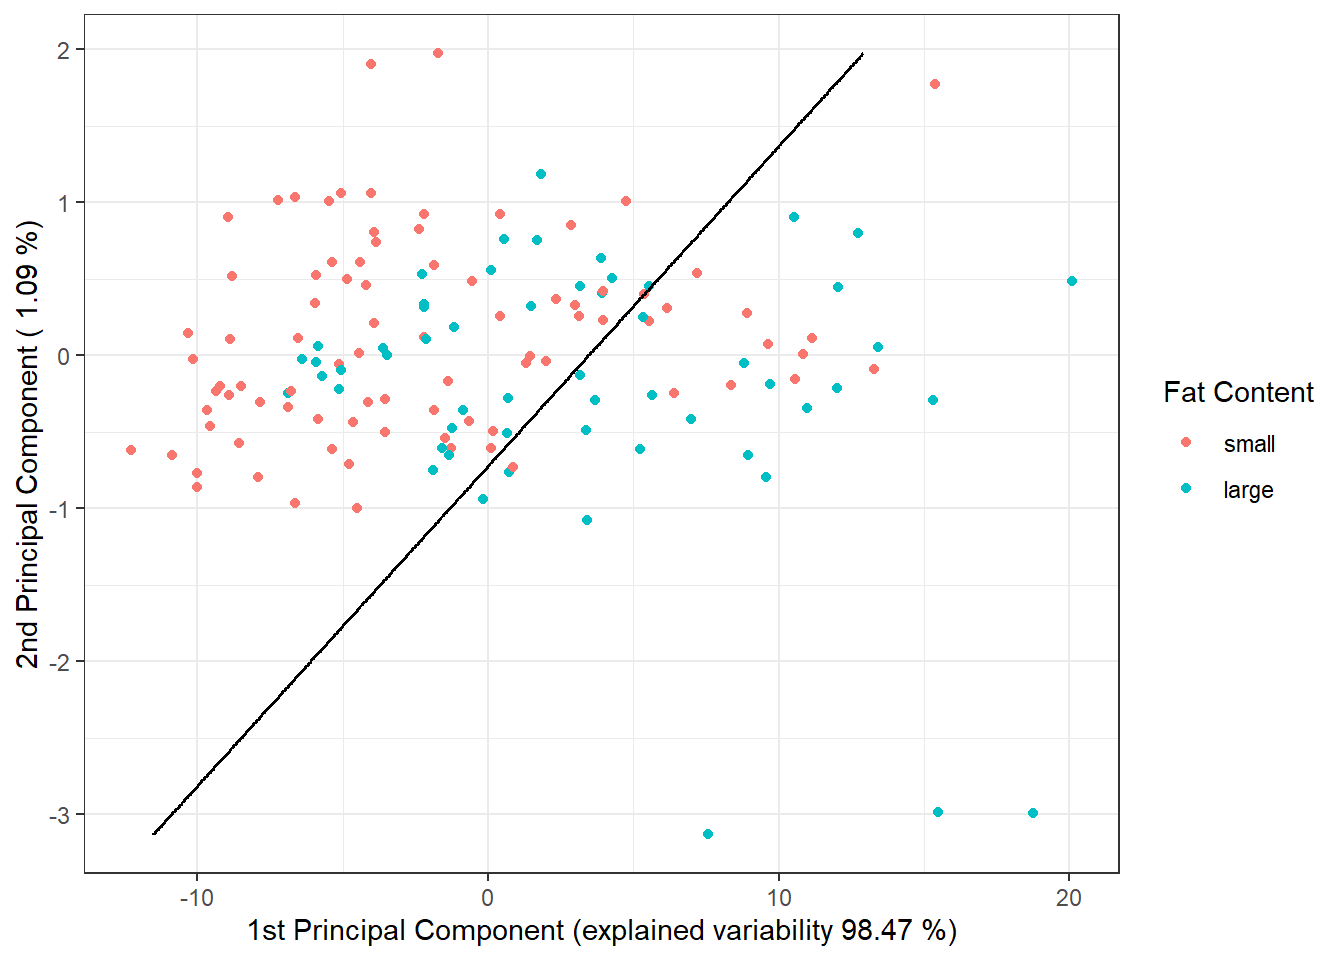 2
1
0
-1
-2
-3
2nd Principal Component ( 1.09 %)
-10
0
10
20
1st Principal Component (explained variability 98.47 %)
Fat Content
small
large